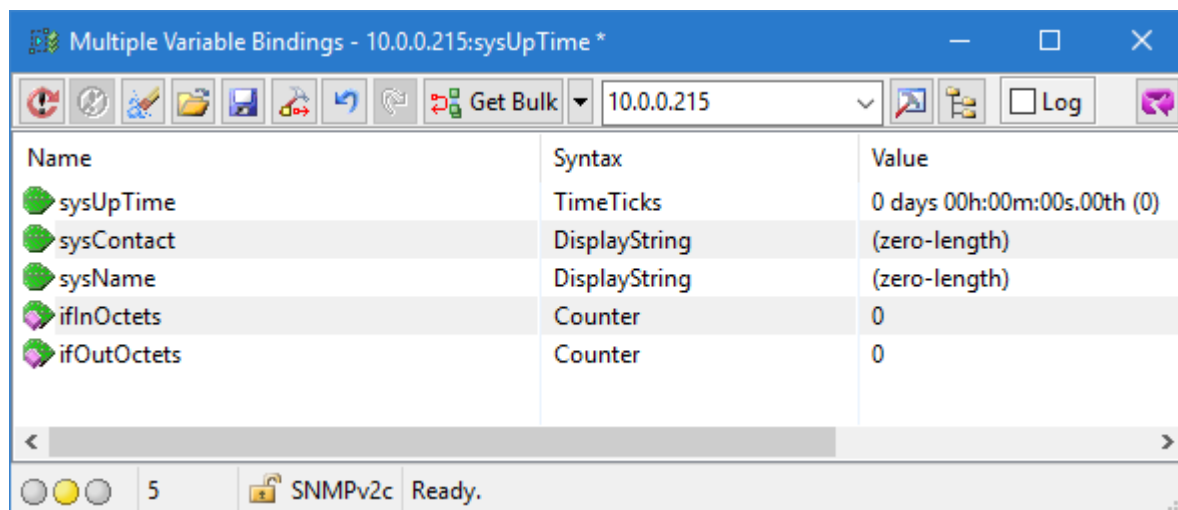 Multiple Variable Bindings - 10.0.0.215:sysUpTime *
Get Bulk 10.0.0.215 Log
Name Syntax Value
sysUpTime TimeTicks 0 days 00h:00m:00s.00th (0)
sysContact DisplayString (zero-length)
sysName DisplayString (zero-length)
ifInOctets Counter 0
ifOutOctets Counter 0
5 SNMPv2c Ready.